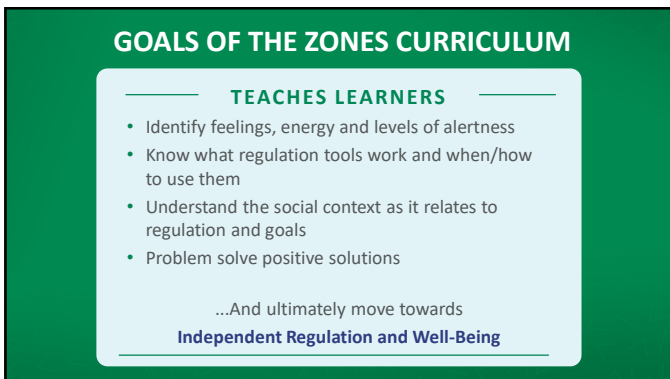 GOALS OF THE ZONES CURRICULUM
TEACHES LEARNERS
• Identify feelings, energy and levels of alertness
• Know what regulation tools work and when/how
to use them
• Understand the social context as it relates to
regulation and goals
• Problem solve positive solutions
...And ultimately move towards
Independent Regulation and Well-Being